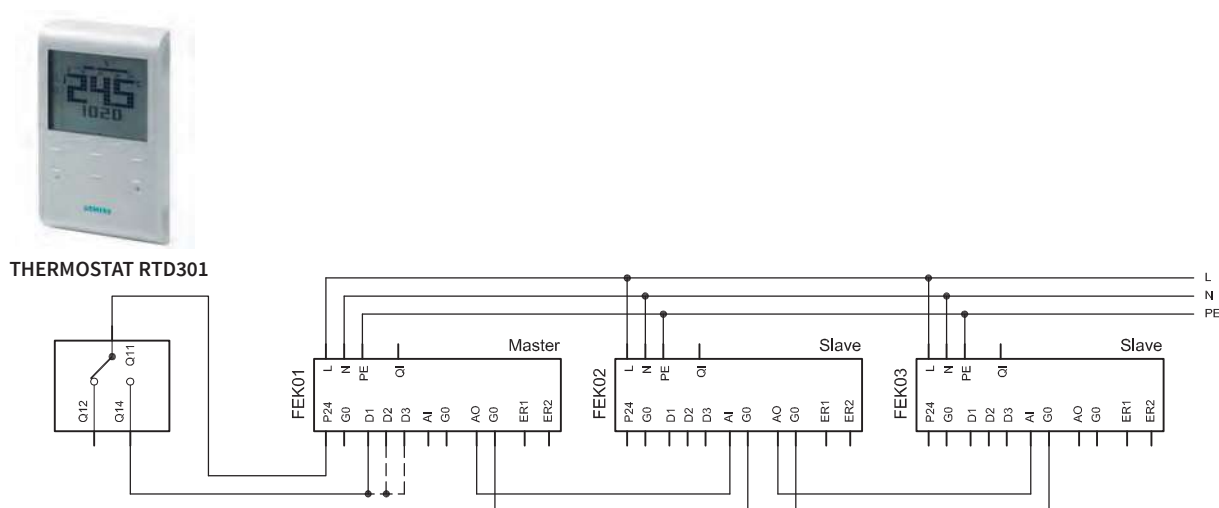 24.5
1020
SIEMENS
THERMOSTAT RTD301
L
N
PE
Q11
Q12
Q14
FEK01
Master
L
N
PE
QI
P24
G0
D1
D2
D3
AI
G0
AO
G0
ER1
ER2
FEK02
Slave
L
N
PE
QI
P24
G0
D1
D2
D3
AI
G0
AO
G0
ER1
ER2
FEK03
Slave
L
N
PE
QI
P24
G0
D1
D2
D3
AI
G0
AO
G0
ER1
ER2